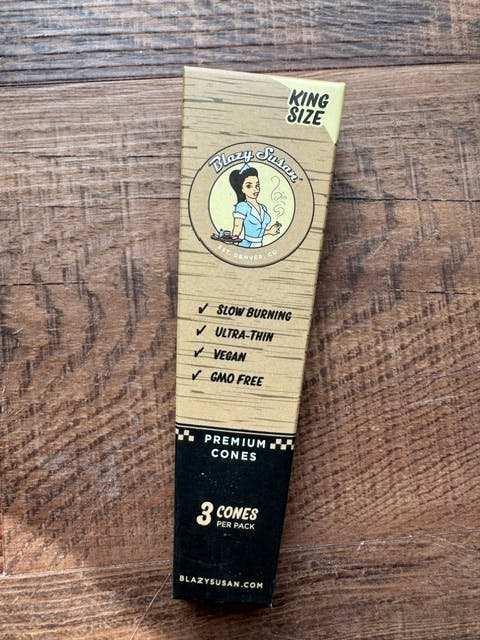 KING
SIZE
Blazy Susan
EST. DENVER, CO
✓ SLOW BURNING
✓ ULTRA-THIN
✓ VEGAN
✓ GMO FREE
PREMIUM
CONES
3 CONES
PER PACK
BLAZYSUSAN.COM